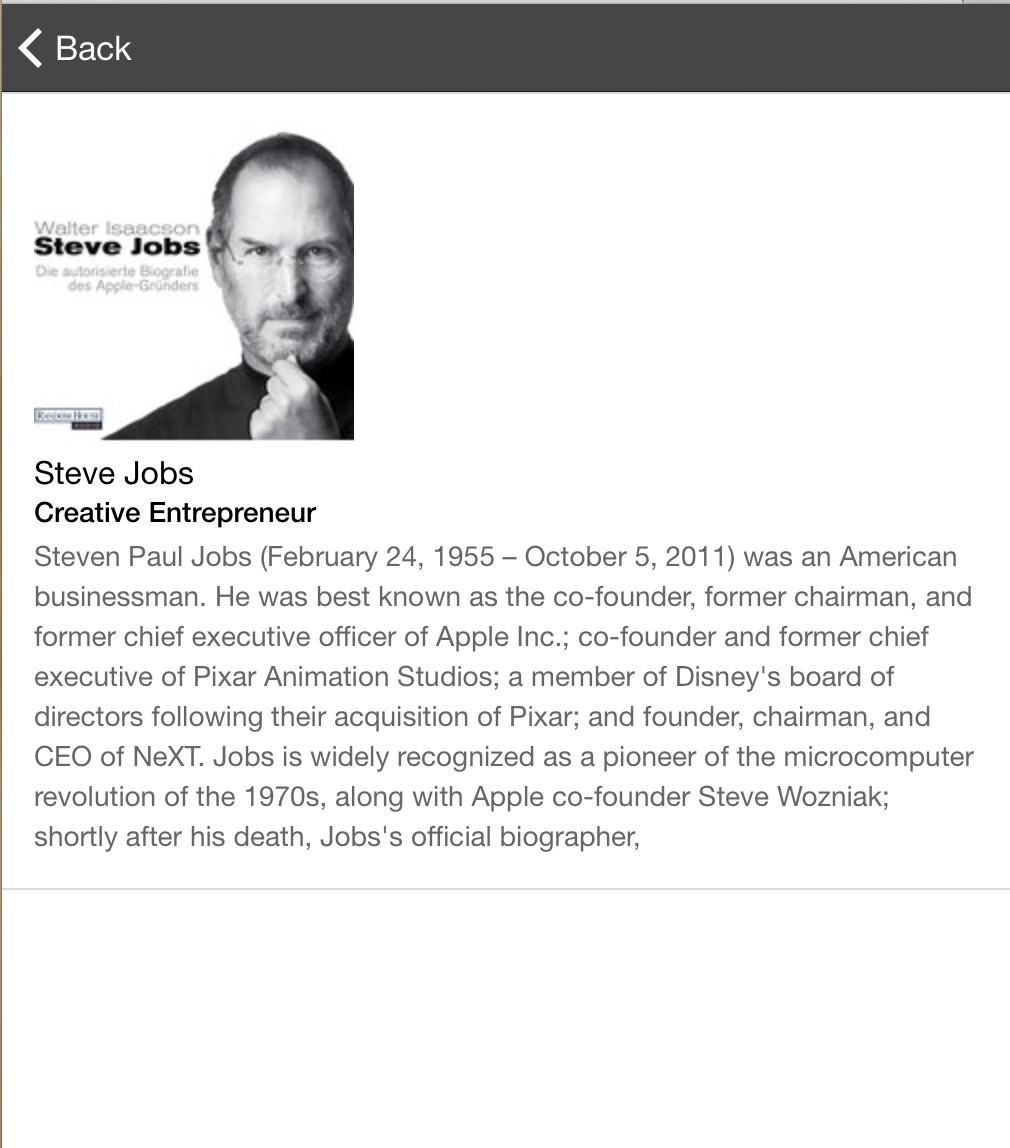 Back
Walter Isaacson
Steve Jobs
Die autorisierte Biografie
des Apple-Gründers
RANDOM HOUSE
AUDIO
Steve Jobs
Creative Entrepreneur
Steven Paul Jobs (February 24, 1955 – October 5, 2011) was an American
businessman. He was best known as the co-founder, former chairman, and
former chief executive officer of Apple Inc.; co-founder and former chief
executive of Pixar Animation Studios; a member of Disney's board of
directors following their acquisition of Pixar; and founder, chairman, and
CEO of NeXT. Jobs is widely recognized as a pioneer of the microcomputer
revolution of the 1970s, along with Apple co-founder Steve Wozniak;
shortly after his death, Jobs's official biographer,